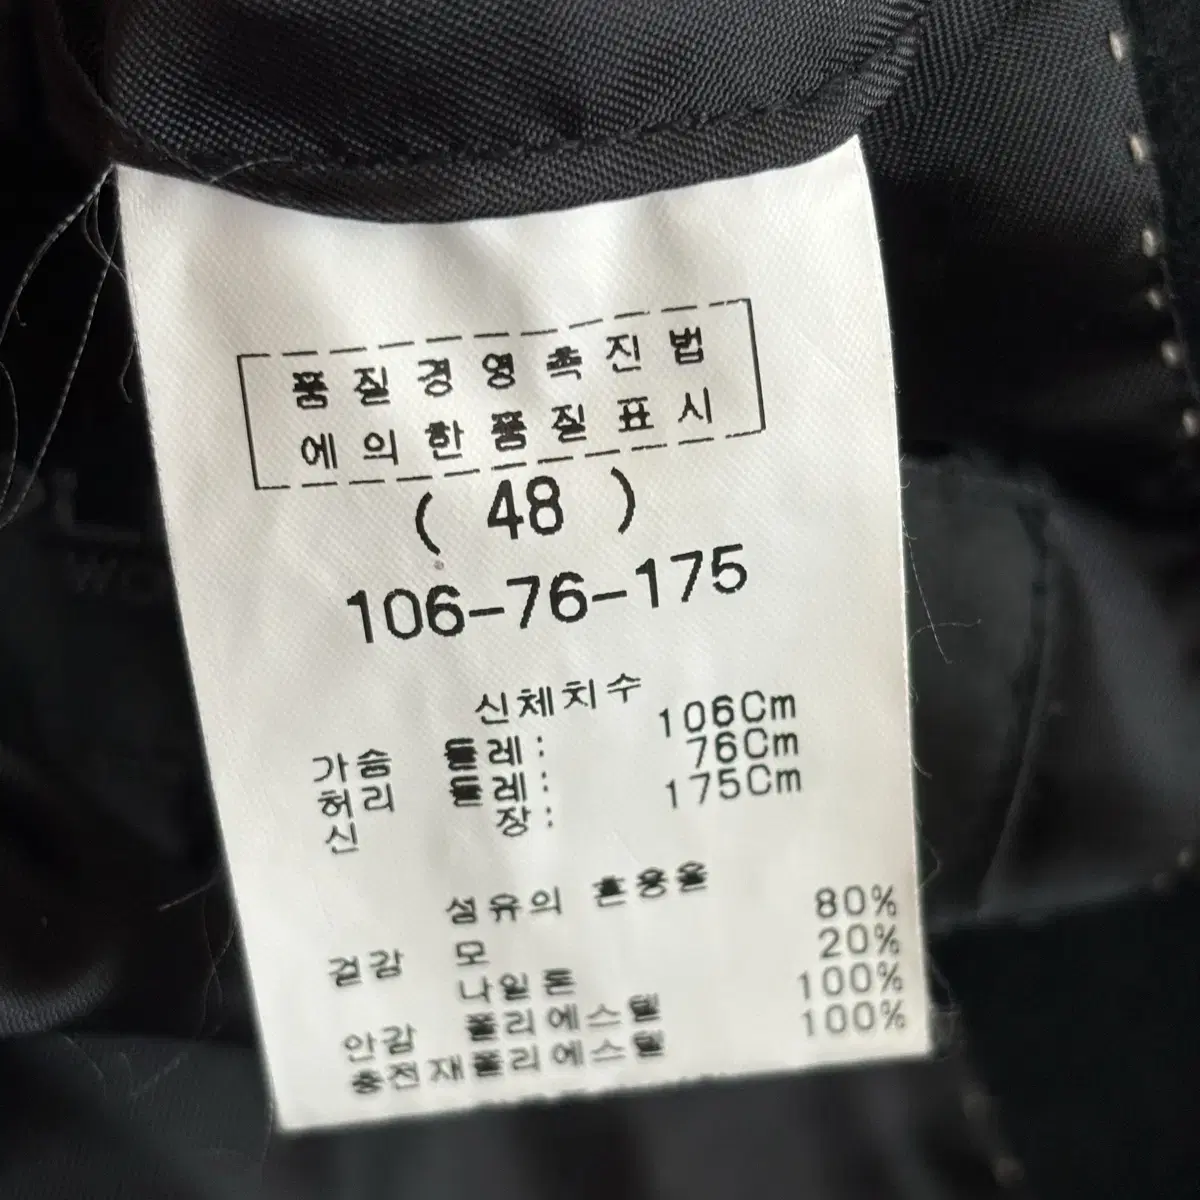 품질경영촉진법
에의한품질표시
( 48 )
106-76-175
신체치수
가슴 둘레: 106Cm
허리 둘레: 76Cm
신 장: 175Cm
섬유의 혼용율
겉감 모 80%
나일론 20%
안감 폴리에스텔 100%
충전재폴리에스텔 100%